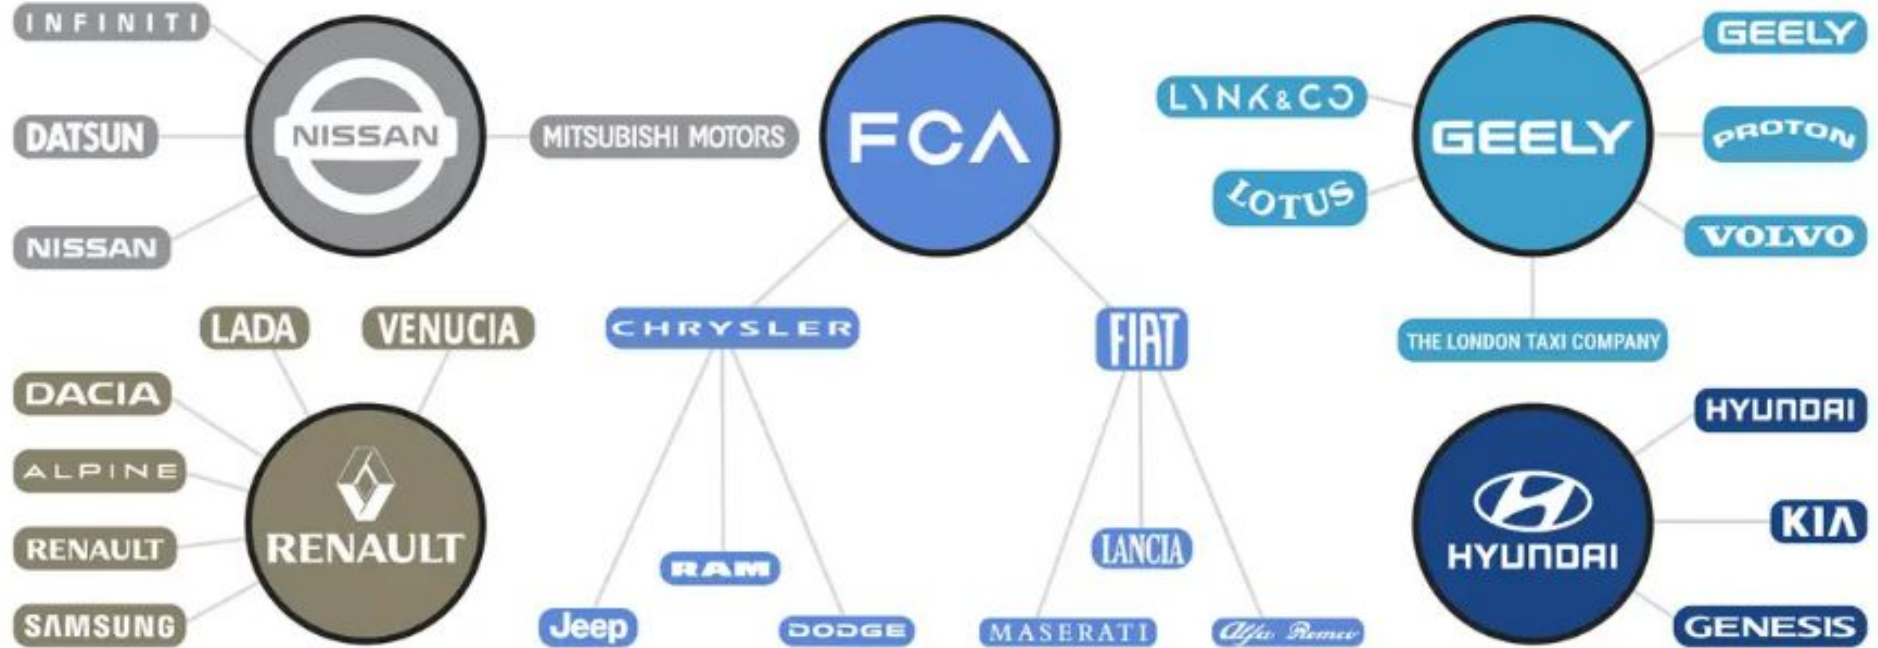 INFINITI
DATSUN
NISSAN
NISSAN
MITSUBISHI MOTORS
FCA
CHRYSLER
FIAT
Jeep
RAM
DODGE
MASERATI
LANCIA
Alfa Romeo
LYNK&CO
LOTUS
GEELY
GEELY
PROTON
VOLVO
THE LONDON TAXI COMPANY
LADA
VENUCIA
DACIA
ALPINE
RENAULT
SAMSUNG
RENAULT
HYUNDAI
HYUNDAI
KIA
GENESIS